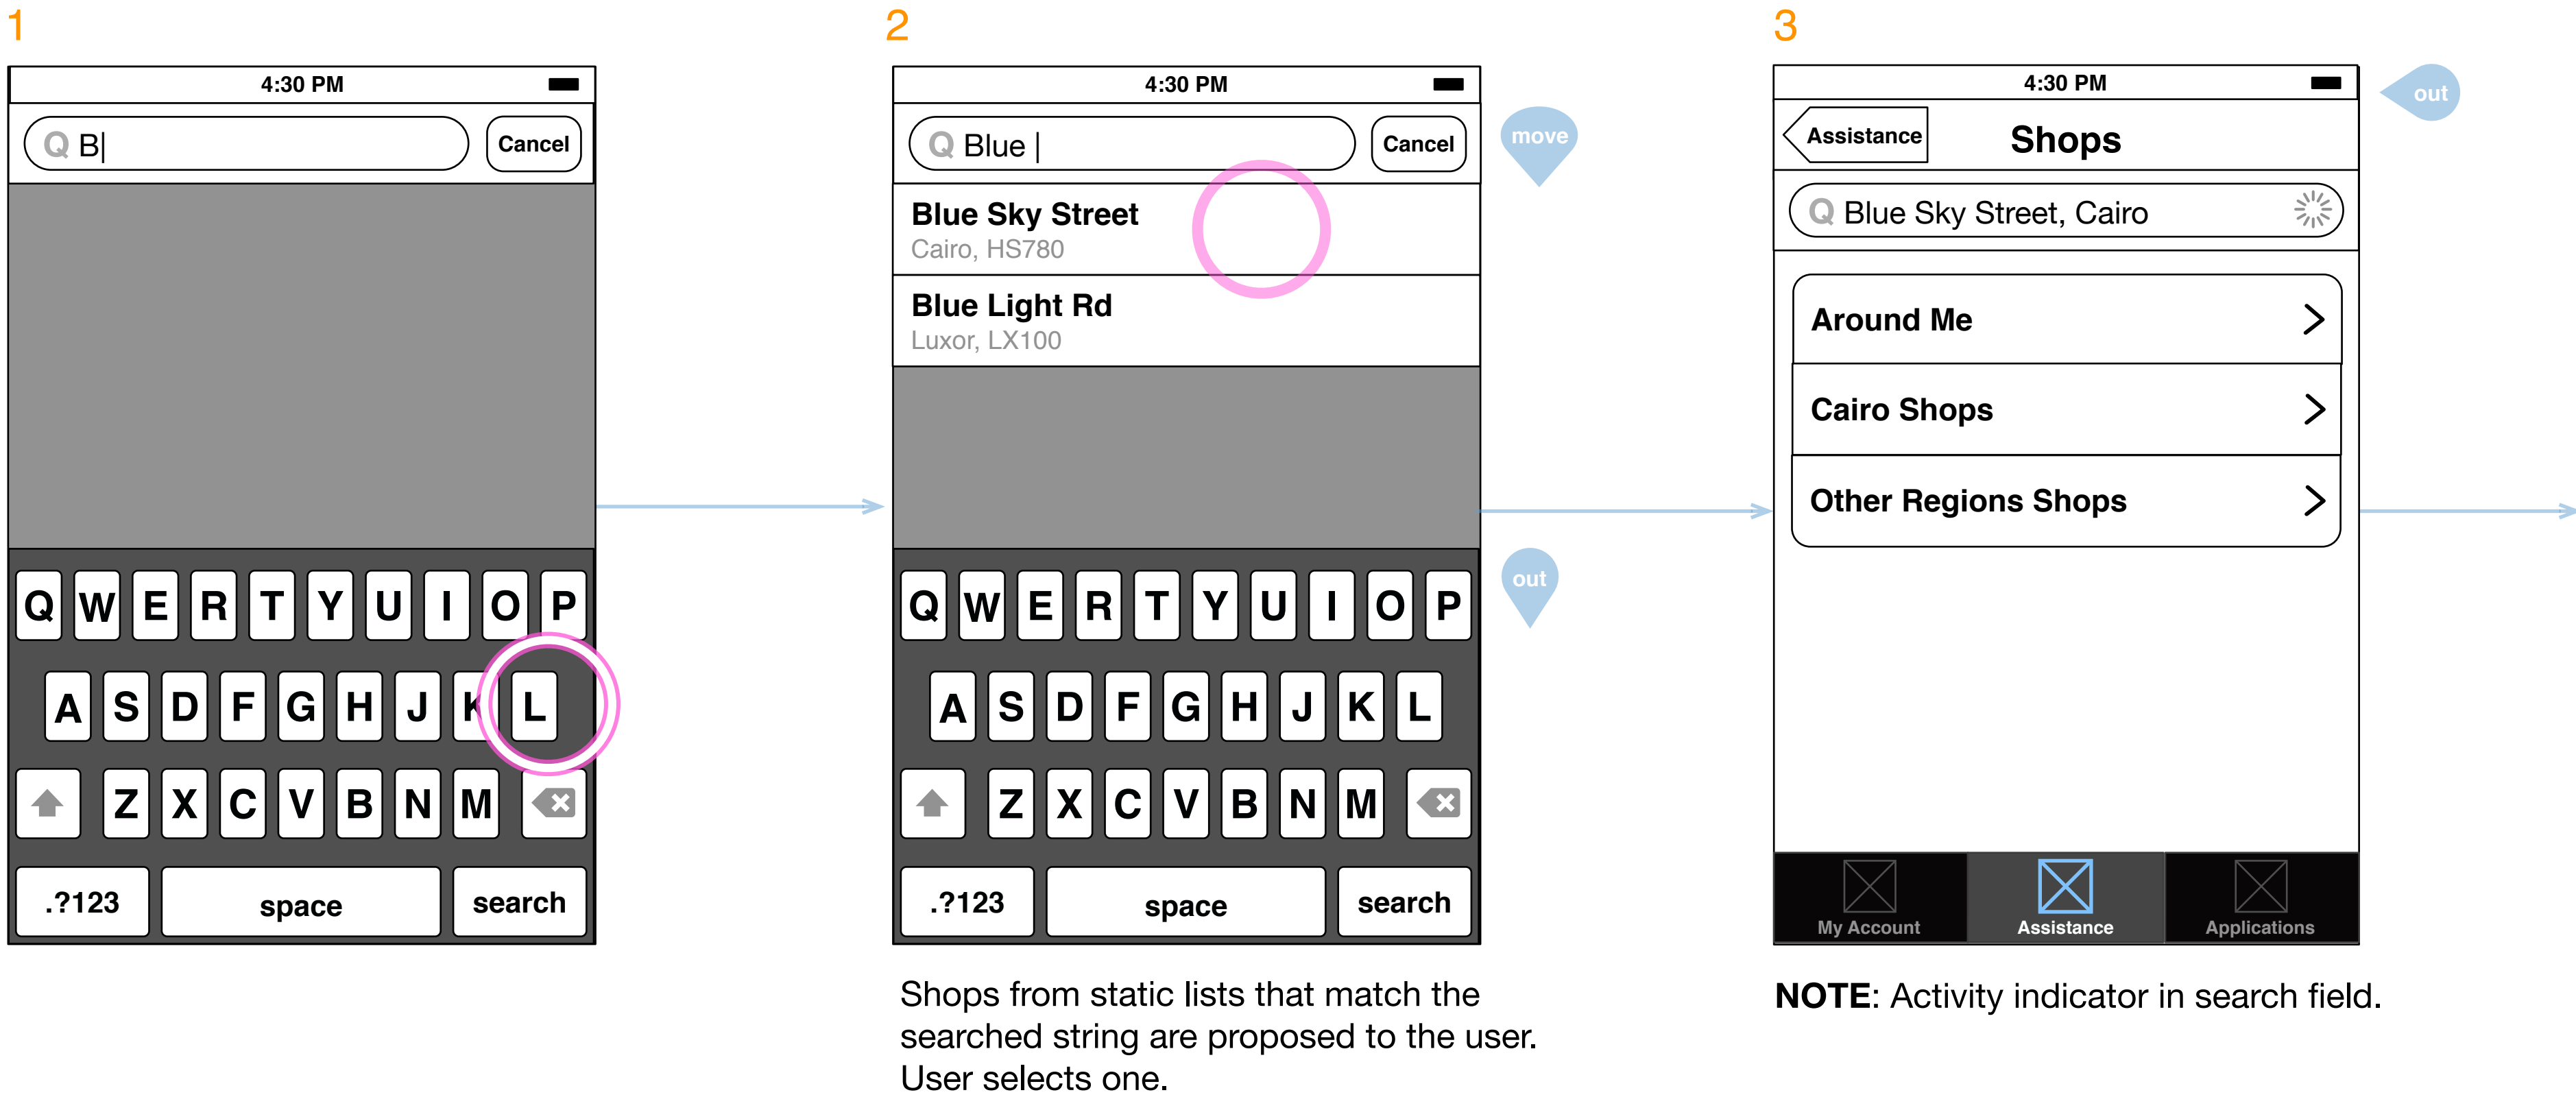 1
4:30 PM
B|
Cancel
Q W E R T Y U I O P
A S D F G H J K L
Z X C V B N M
.?123 space search
2
4:30 PM
Blue |
Cancel
move
Blue Sky Street
Cairo, HS780
Blue Light Rd
Luxor, LX100
out
Q W E R T Y U I O P
A S D F G H J K L
Z X C V B N M
.?123 space search
Shops from static lists that match the
searched string are proposed to the user.
User selects one.
3
4:30 PM
out
Assistance
Shops
Blue Sky Street, Cairo
Around Me
Cairo Shops
Other Regions Shops
My Account Assistance Applications
NOTE: Activity indicator in search field.